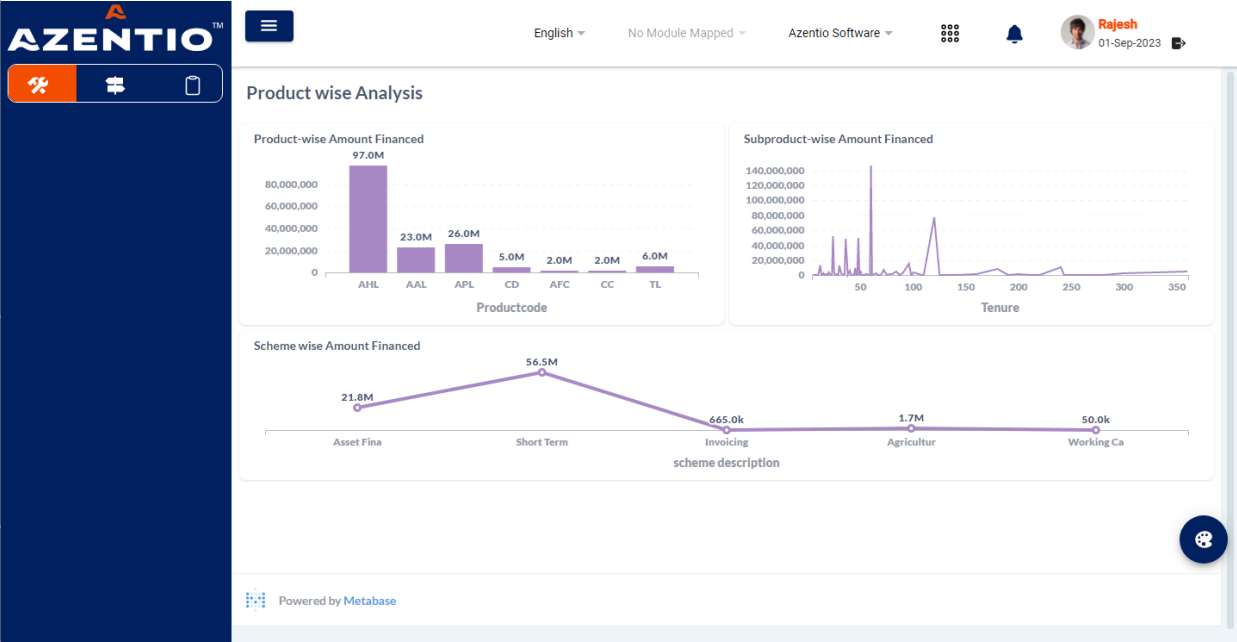 AZENTIO™
English
No Module Mapped
Azentio Software
Rajesh
01-Sep-2023
Product wise Analysis
Product-wise Amount Financed
97.0M
80,000,000
60,000,000
40,000,000
20,000,000
0
23.0M
26.0M
5.0M
2.0M
2.0M
6.0M
AHL AAL APL CD AFC CC TL
Productcode
Subproduct-wise Amount Financed
140,000,000
120,000,000
100,000,000
80,000,000
60,000,000
40,000,000
20,000,000
0
50 100 150 200 250 300 350
Tenure
Scheme wise Amount Financed
21.8M
56.5M
665.0k
1.7M
50.0k
Asset Fina Short Term Invoicing Agricultur Working Ca
scheme description
Powered by Metabase